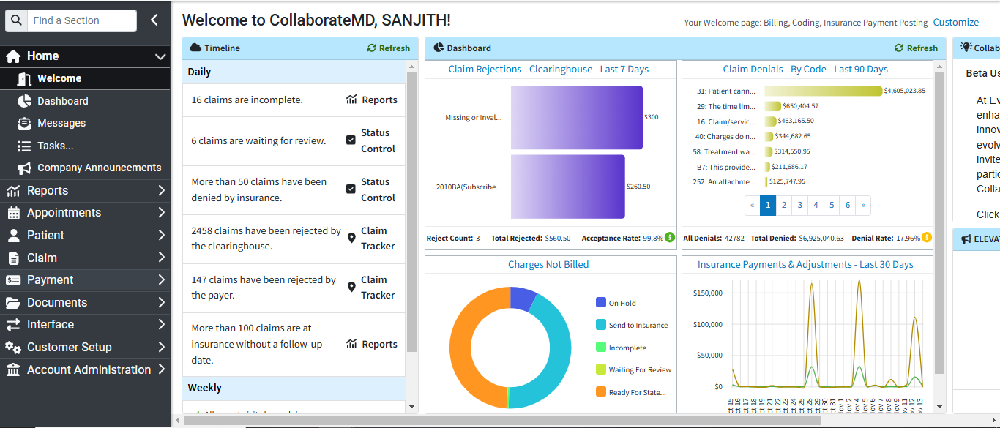 Find a Section
Home
Welcome
Dashboard
Messages
Tasks...
Company Announcements
Reports
Appointments
Patient
Claim
Payment
Documents
Interface
Customer Setup
Account Administration
Welcome to CollaborateMD, SANJITH!
Your Welcome page: Billing, Coding, Insurance Payment Posting Customize
Timeline Refresh
Daily
16 claims are incomplete. Reports
6 claims are waiting for review. Status
Control
More than 50 claims have been
denied by insurance. Status
Control
2458 claims have been rejected by
the clearinghouse. Claim
Tracker
147 claims have been rejected by
the payer. Claim
Tracker
More than 100 claims are at
insurance without a follow-up
date. Reports
Weekly
Dashboard Refresh
Claim Rejections - Clearinghouse - Last 7 Days
Missing or Inval... $300
2010BA(Subscribe... $260.50
Reject Count: 3 Total Rejected: $560.50 Acceptance Rate: 99.8%
Claim Denials - By Code - Last 90 Days
31: Patient cann... $4,605,023.85
29: The time lim... $650,404.57
16: Claim/servic... $463,165.50
40: Charges do n... $344,682.65
58: Treatment wa... $314,550.95
B7: This provide... $211,686.17
252: An attachme... $125,747.95
« 1 2 3 4 5 6 »
All Denials: 42782 Total Denied: $6,925,040.63 Denial Rate: 17.96%
Charges Not Billed
On Hold
Send to Insurance
Incomplete
Waiting For Review
Ready For State...
Insurance Payments & Adjustments - Last 30 Days
$150,000
$100,000
$50,000
$0
ct 15
ct 16
ct 17
ct 18
ct 19
ct 20
ct 21
ct 22
ct 23
ct 24
ct 25
ct 28
ct 29
ct 30
ct 31
Nov 1
Nov 2
Nov 4
Nov 5
Nov 6
Nov 7
Nov 8
Nov 9
Nov 11
Nov 12
Nov 13
Collab
Beta Us
At Ev
enha
innov
evolv
invite
partic
Colla
Click
ELEVAT